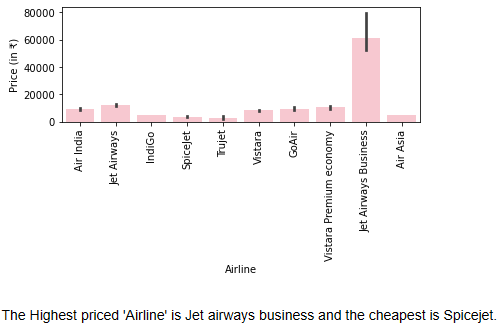 80000
60000
40000
20000
0
Price (in ₹)
Air India
Jet Airways
IndiGo
SpiceJet
Trujet
Vistara
GoAir
Vistara Premium economy
Jet Airways Business
Air Asia
Airline
The Highest priced 'Airline' is Jet airways business and the cheapest is Spicejet.